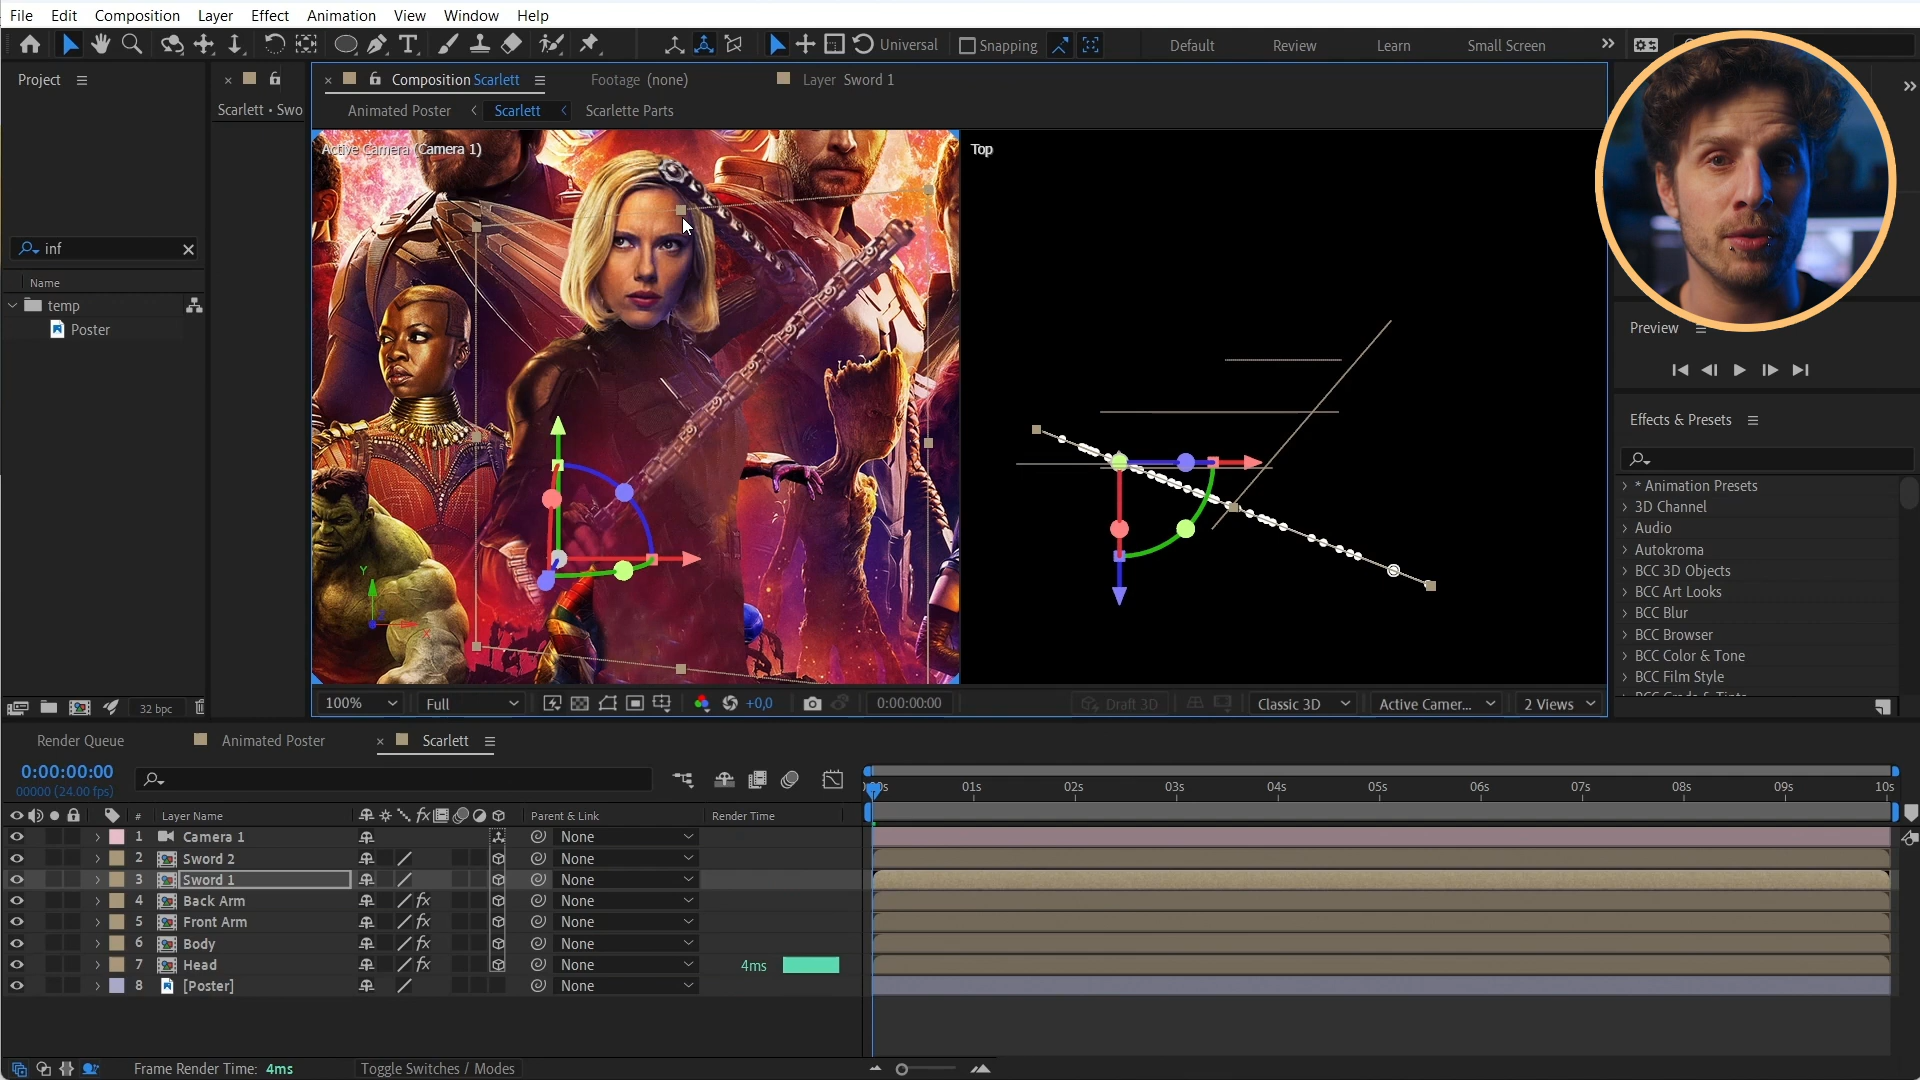 File Edit Composition Layer Effect Animation View Window Help
Universal Snapping Default Review Learn Small Screen
Project
Scarlett • Swo
Composition Scarlett
Footage (none)
Layer Sword 1
Animated Poster
Scarlett
Scarlette Parts
inf
Name
temp
Poster
32 bpc
Active Camera (Camera 1)
Top
Y
X
100%
Full
+0,0
0:00:00:00
Draft 3D
Classic 3D
Active Camer...
2 Views
Preview
Effects & Presets
* Animation Presets
3D Channel
Audio
Autokroma
BCC 3D Objects
BCC Art Looks
BCC Blur
BCC Browser
BCC Color & Tone
BCC Film Style
Render Queue
Animated Poster
Scarlett
0:00:00:00
00000 (24.00 fps)
01s 02s 03s 04s 05s 06s 07s 08s 09s 10s
# Layer Name fx Parent & Link Render Time
1 Camera 1 None
2 Sword 2 None
3 Sword 1 None
4 Back Arm fx None
5 Front Arm fx None
6 Body fx None
7 Head fx None 4ms
8 [Poster] None
Frame Render Time: 4ms
Toggle Switches / Modes